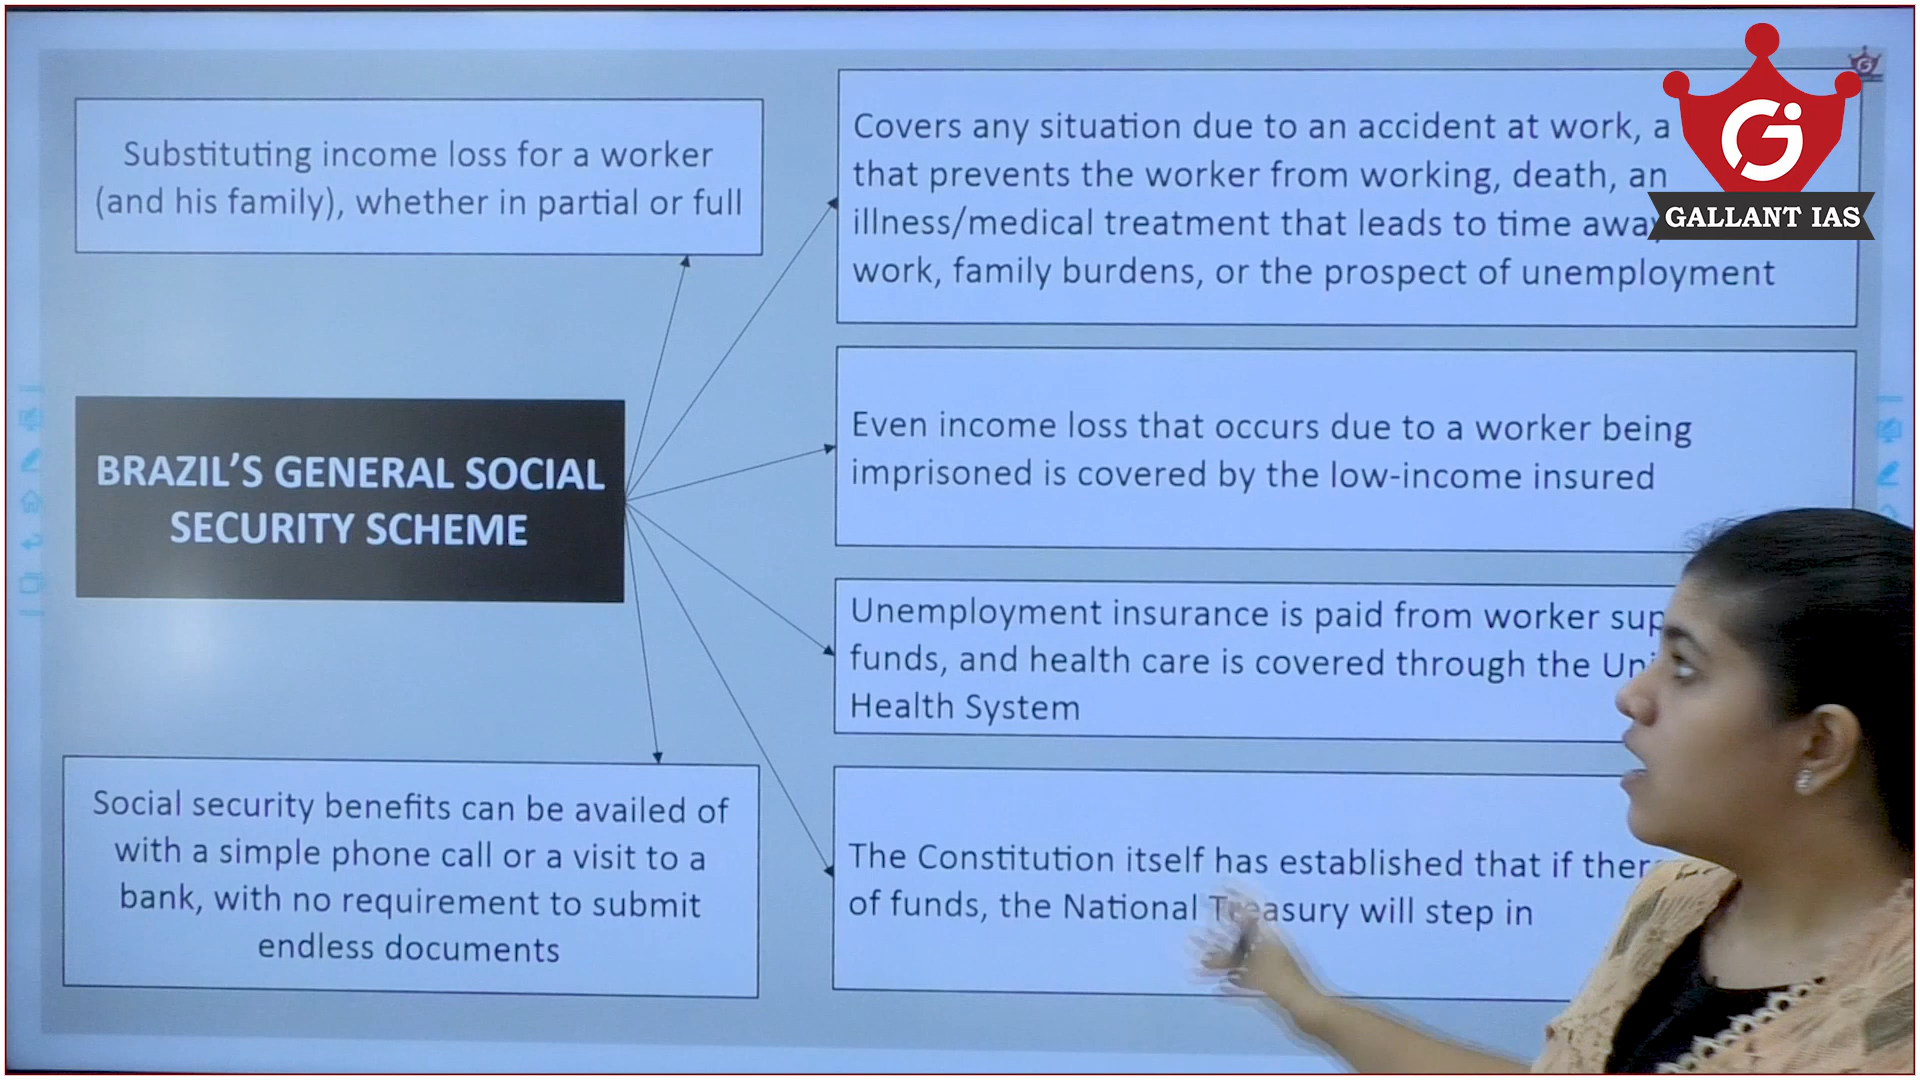 Substituting income loss for a worker
(and his family), whether in partial or full
BRAZIL'S GENERAL SOCIAL
SECURITY SCHEME
Social security benefits can be availed of
with a simple phone call or a visit to a
bank, with no requirement to submit
endless documents
Covers any situation due to an accident at work, a
that prevents the worker from working, death, an
illness/medical treatment that leads to time away
work, family burdens, or the prospect of unemployment
Even income loss that occurs due to a worker being
imprisoned is covered by the low-income insured
Unemployment insurance is paid from worker
funds, and health care is covered through the
Health System
The Constitution itself has established that if
of funds, the National Treasury will step in
GALLANT IAS